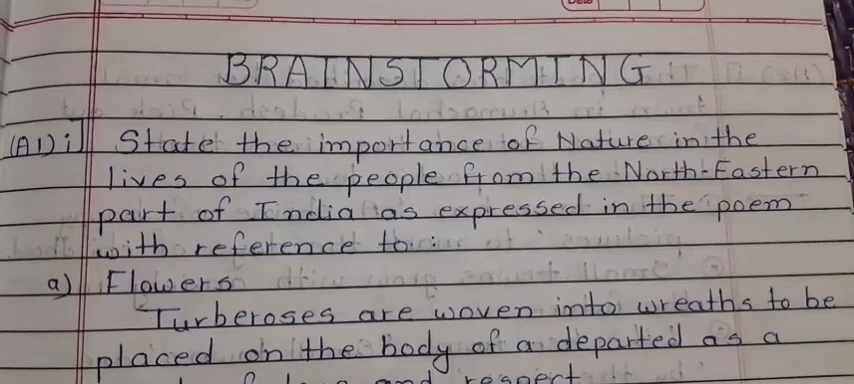 BRAINSTORMING
(A1) i] State the importance of Nature in the
lives of the people from the North-Eastern
part of India as expressed in the poem
with reference to :
a) Flowers
Turberoses are woven into wreaths to be
placed on the body of a departed as a
and respect